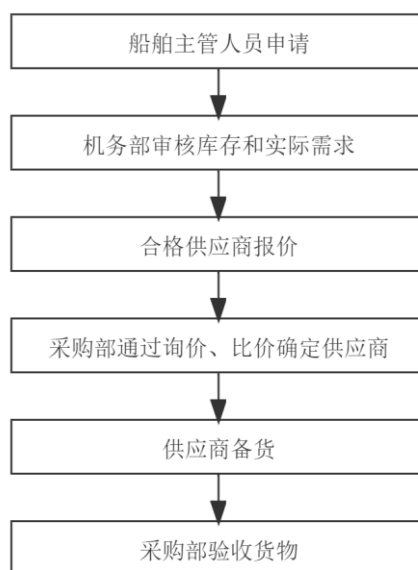 船舶主管人员申请
机务部审核库存和实际需求
合格供应商报价
采购部通过询价、比价确定供应商
供应商备货
采购部验收货物